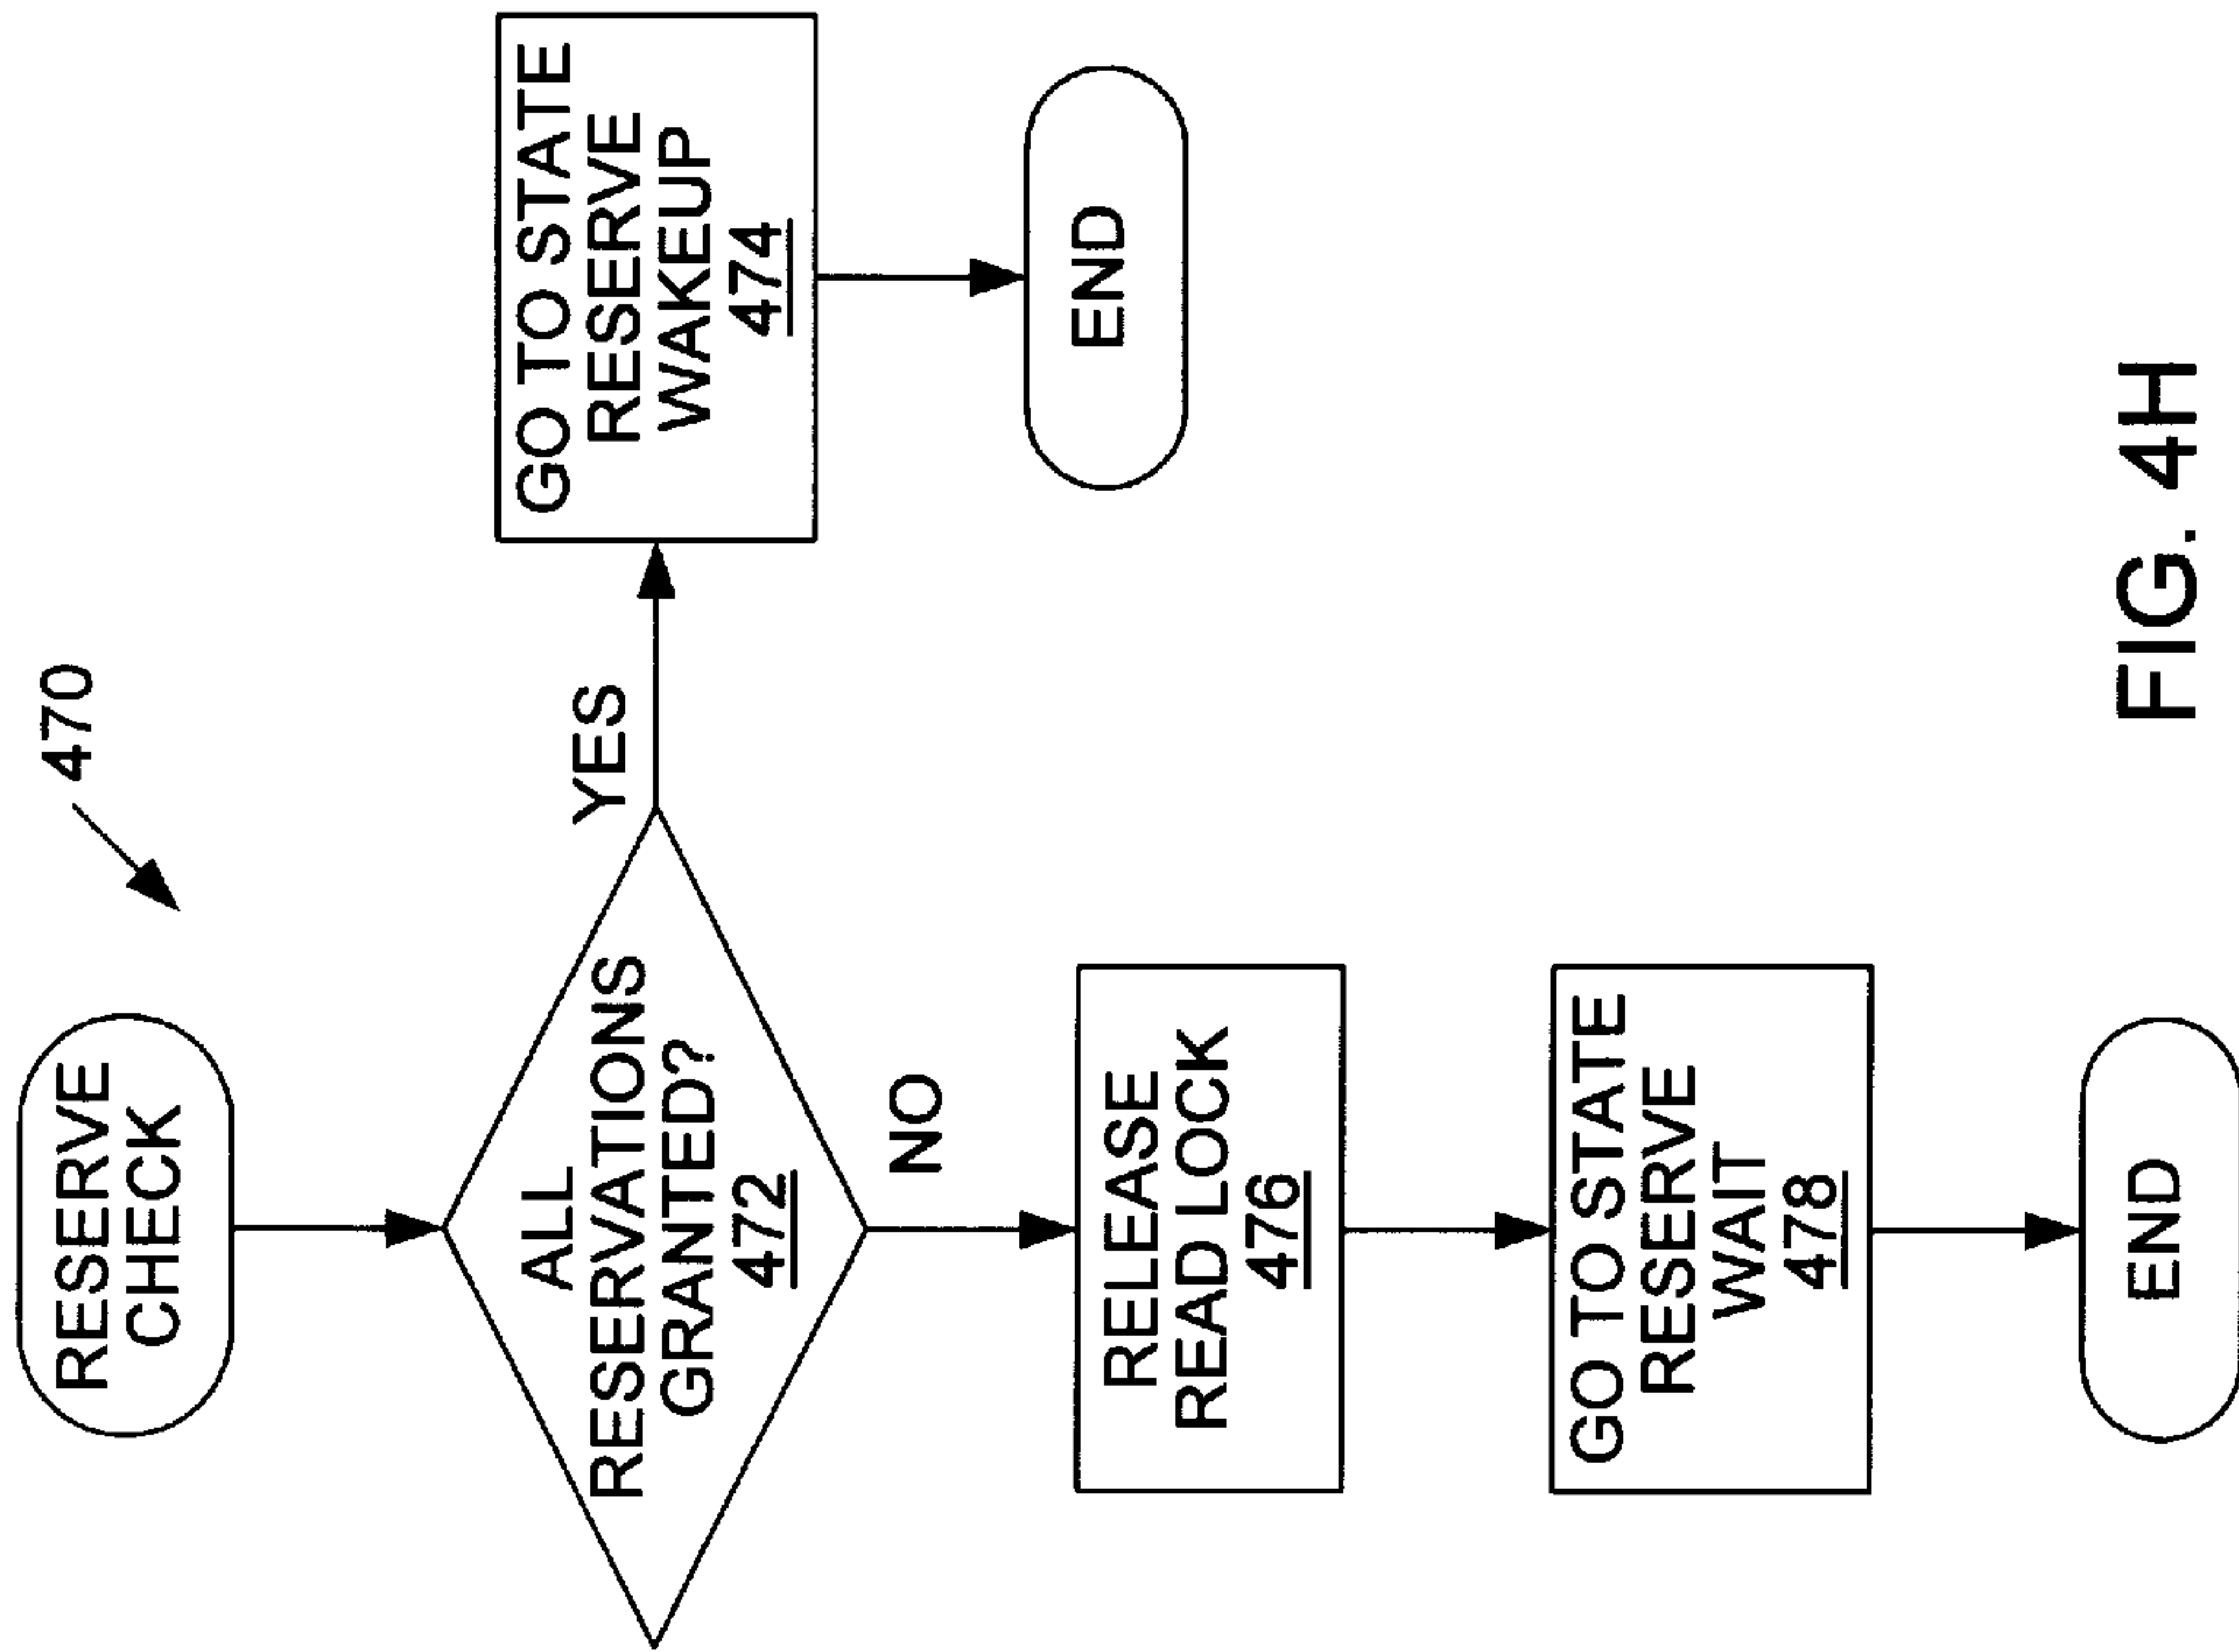 470
RESERVE
CHECK
ALL
RESERVATIONS
GRANTED?
472
YES
GO TO STATE
RESERVE
WAKEUP
474
END
NO
RELEASE
READ LOCK
476
GO TO STATE
RESERVE
WAIT
478
END
FIG. 4H